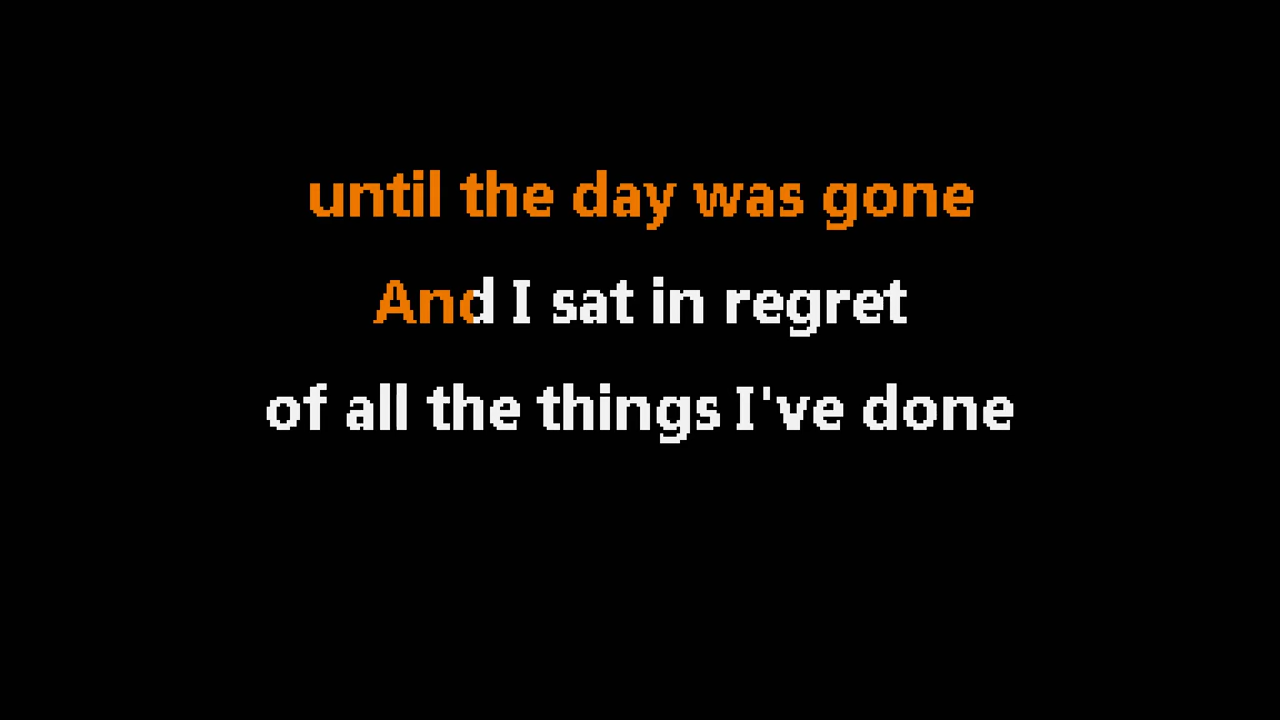 until the day was gone
And I sat in regret
of all the things I've done